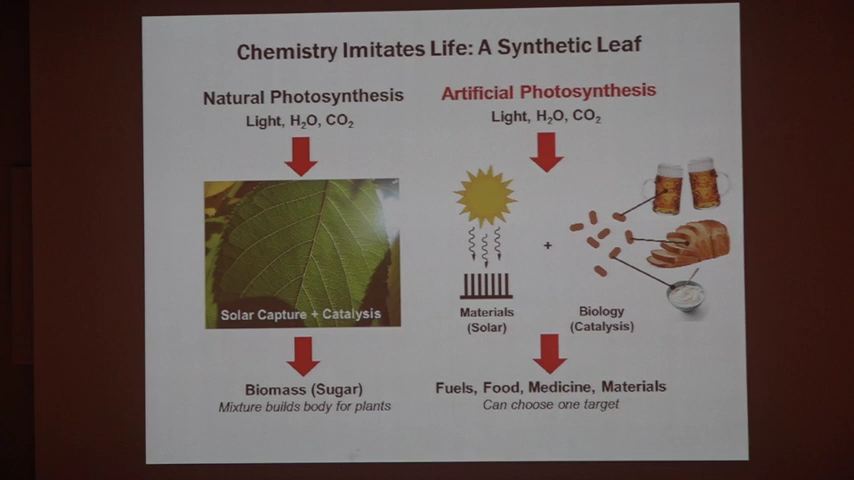 Chemistry Imitates Life: A Synthetic Leaf
Natural Photosynthesis
Light, H₂O, CO₂
Solar Capture + Catalysis
Biomass (Sugar)
Mixture builds body for plants
Artificial Photosynthesis
Light, H₂O, CO₂
+
Materials
(Solar)
Biology
(Catalysis)
Fuels, Food, Medicine, Materials
Can choose one target